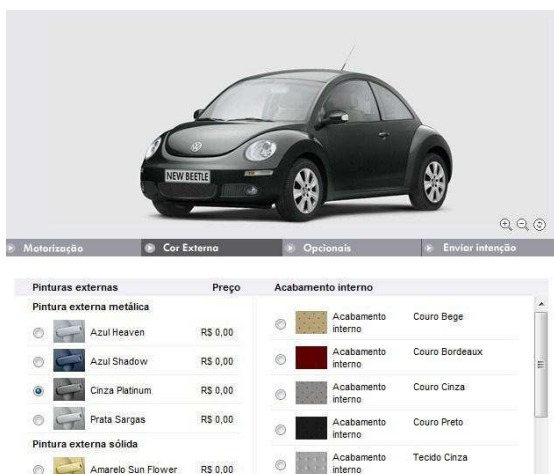 NEW BEETLE
Motorização
Cor Externa
Opcionais
Enviar intenção
Pinturas externas Preço
Pintura externa metálica
Azul Heaven R$ 0,00
Azul Shadow R$ 0,00
Cinza Platinum R$ 0,00
Prata Sargas R$ 0,00
Pintura externa sólida
Amarelo Sun Flower R$ 0,00
Acabamento interno
Acabamento interno Couro Bege
Acabamento interno Couro Bordeaux
Acabamento interno Couro Cinza
Acabamento interno Couro Preto
Acabamento interno Tecido Cinza